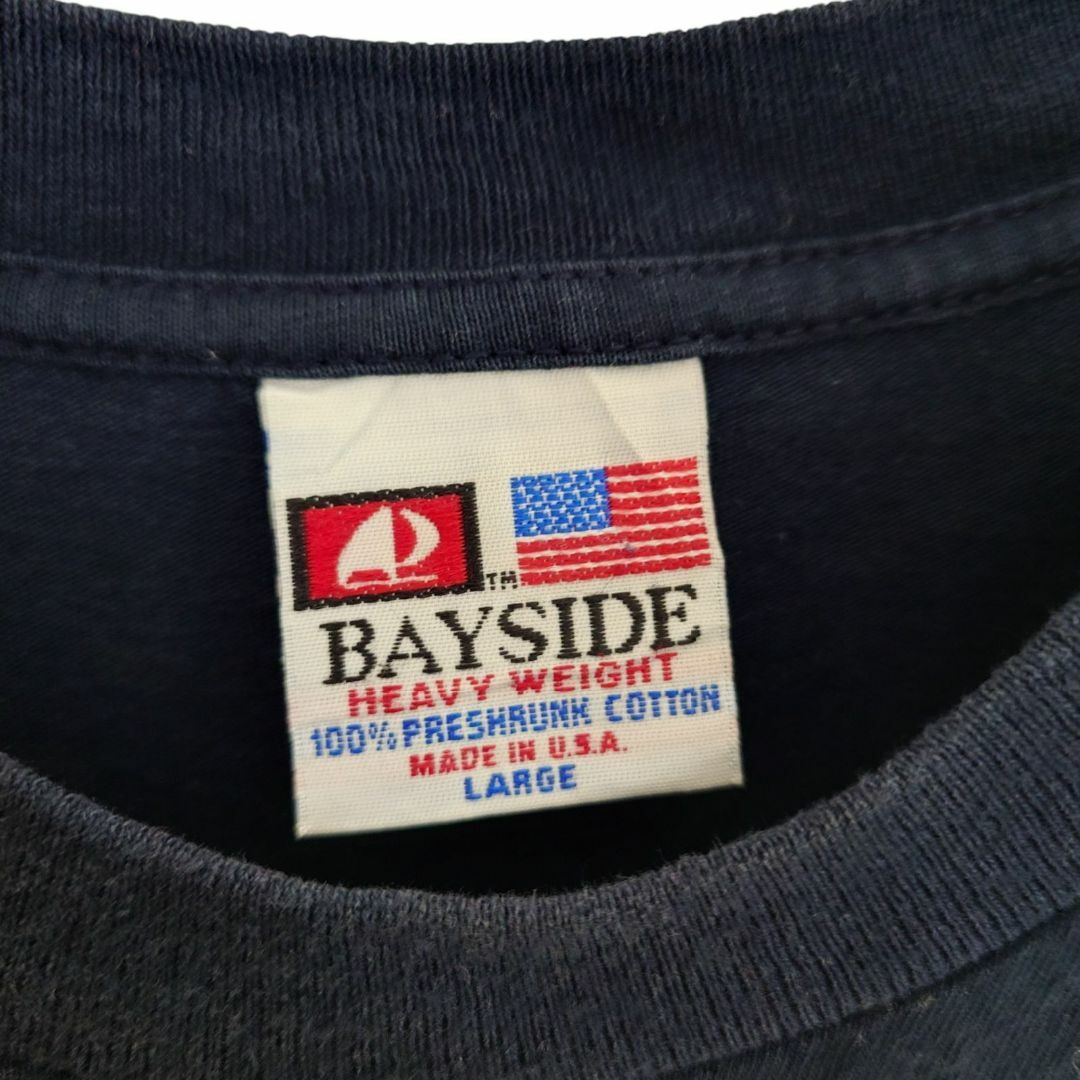 TM
BAYSIDE
HEAVY WEIGHT
100% PRESHRUNK COTTON
MADE IN U.S.A.
LARGE